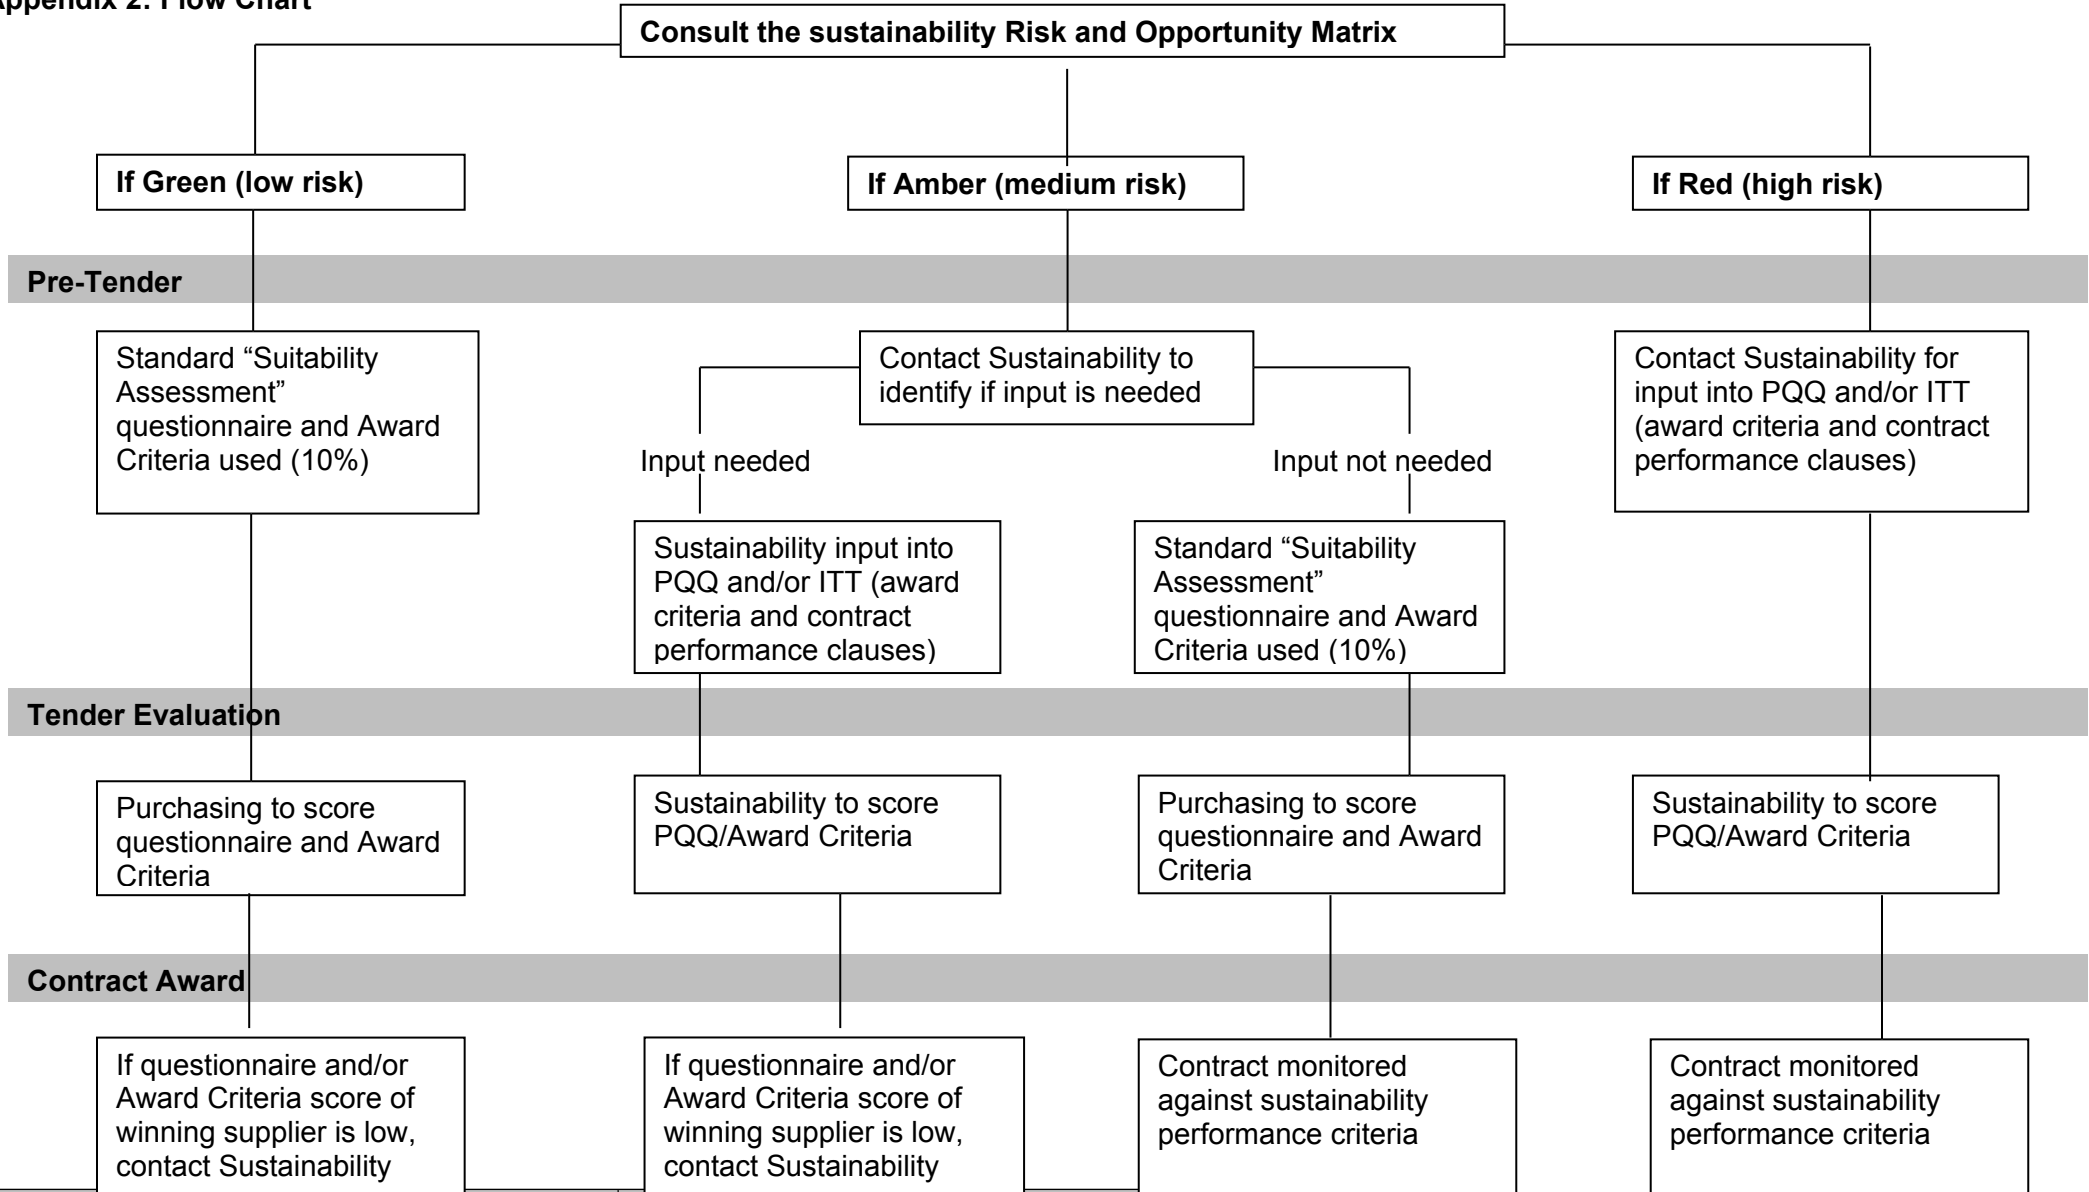 Appendix 2: Flow Chart
Consult the sustainability Risk and Opportunity Matrix
If Green (low risk)
If Amber (medium risk)
If Red (high risk)
Pre-Tender
Standard “Suitability
Assessment”
questionnaire and Award
Criteria used (10%)
Contact Sustainability to
identify if input is needed
Contact Sustainability for
input into PQQ and/or ITT
(award criteria and contract
performance clauses)
Input needed
Input not needed
Sustainability input into
PQQ and/or ITT (award
criteria and contract
performance clauses)
Standard “Suitability
Assessment”
questionnaire and Award
Criteria used (10%)
Tender Evaluation
Purchasing to score
questionnaire and Award
Criteria
Sustainability to score
PQQ/Award Criteria
Purchasing to score
questionnaire and Award
Criteria
Sustainability to score
PQQ/Award Criteria
Contract Award
If questionnaire and/or
Award Criteria score of
winning supplier is low,
contact Sustainability
If questionnaire and/or
Award Criteria score of
winning supplier is low,
contact Sustainability
Contract monitored
against sustainability
performance criteria
Contract monitored
against sustainability
performance criteria